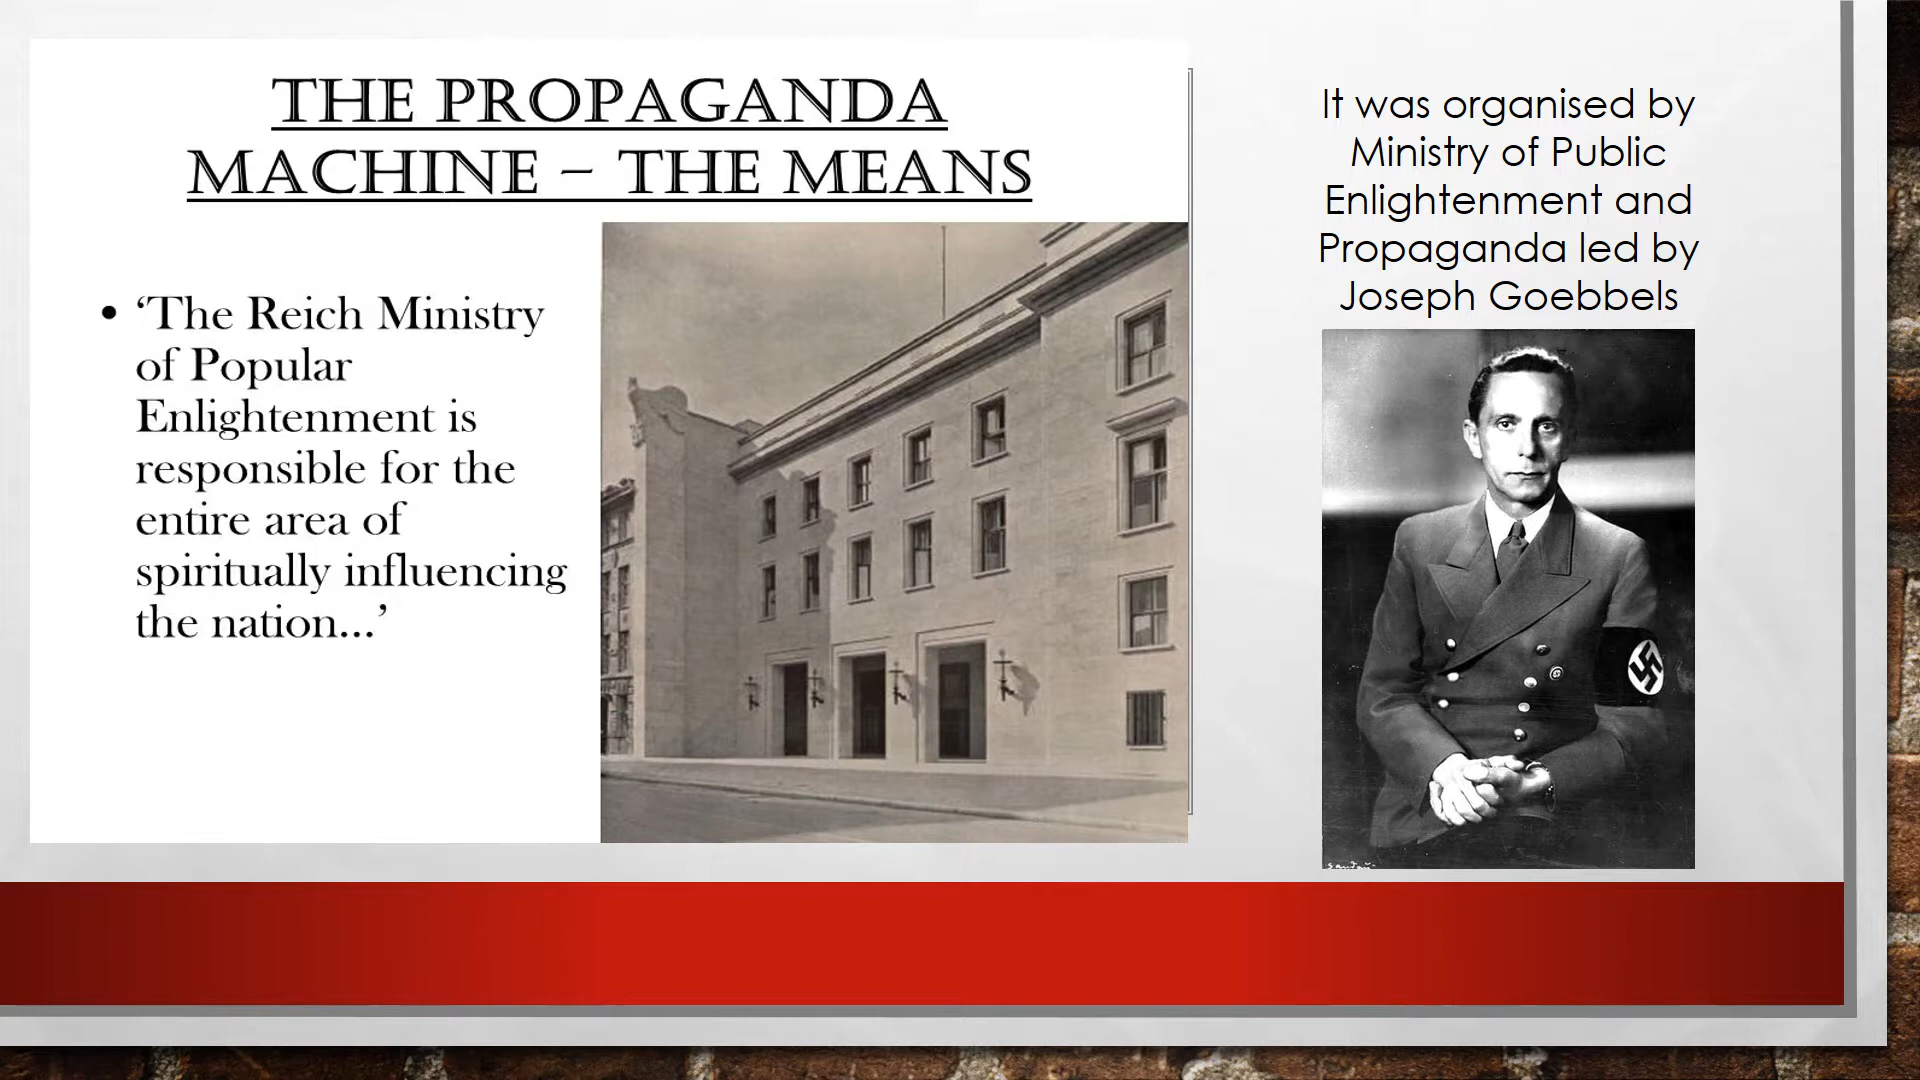 THE PROPAGANDA
MACHINE – THE MEANS
• ‘The Reich Ministry
of Popular
Enlightenment is
responsible for the
entire area of
spiritually influencing
the nation...’
It was organised by
Ministry of Public
Enlightenment and
Propaganda led by
Joseph Goebbels